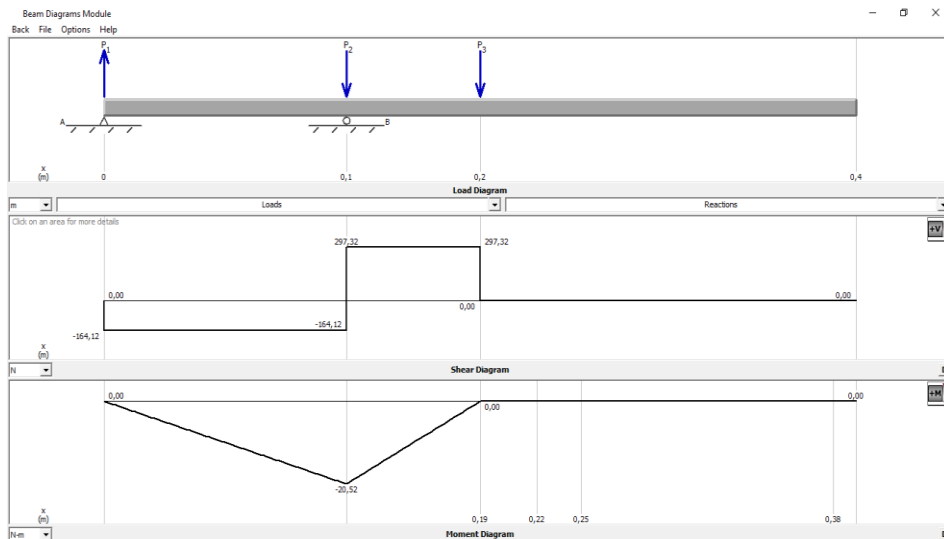 Beam Diagrams Module
Back File Options Help
P1
P2
P3
A
B
x
(m)
0
0,1
0,2
0,4
Load Diagram
m
Loads
Reactions
Click on an area for more details
+V
297,32
297,32
0,00
0,00
0,00
-164,12
-164,12
x
(m)
N
Shear Diagram
0,00
0,00
0,00
+M
-20,52
x
(m)
0,19
0,22
0,25
0,38
N-m
Moment Diagram